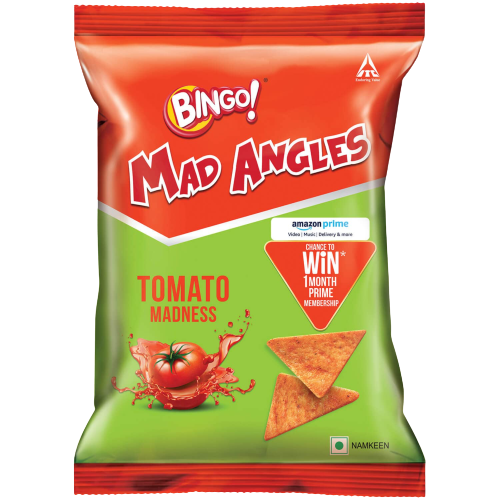 BINGO!
ITC
MAD ANGLES
amazon prime
Video | Music | Delivery & more
CHANCE TO
WIN*
1 MONTH
PRIME
MEMBERSHIP
TOMATO
MADNESS
NAMKEEN